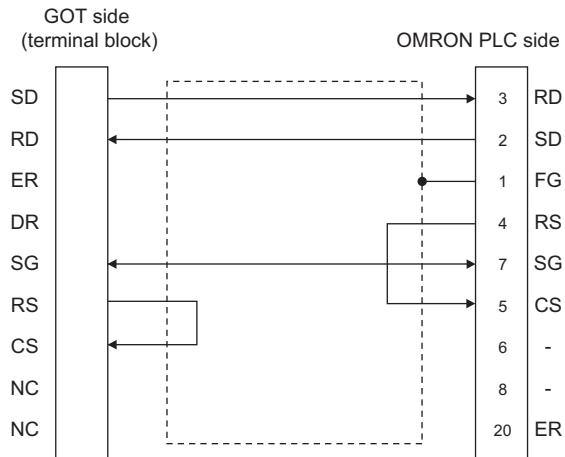 GOT side
(terminal block)
OMRON PLC side
SD 3 RD
RD 2 SD
ER 1 FG
DR 4 RS
SG 7 SG
RS 5 CS
CS 6 -
NC 8 -
NC 20 ER